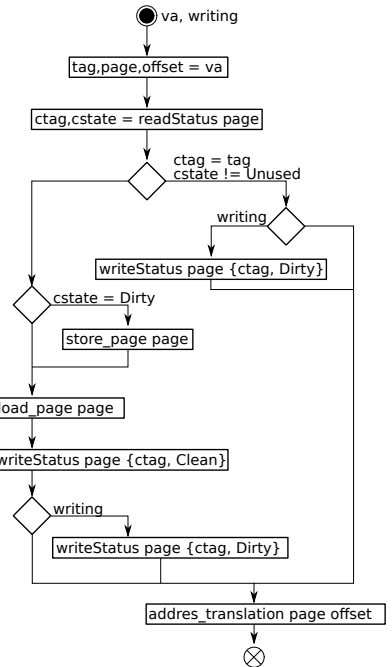 va, writing
tag,page,offset = va
ctag,cstate = readStatus page
ctag = tag
cstate != Unused
writing
writeStatus page {ctag, Dirty}
cstate = Dirty
store_page page
load_page page
writeStatus page {ctag, Clean}
writing
writeStatus page {ctag, Dirty}
addres_translation page offset